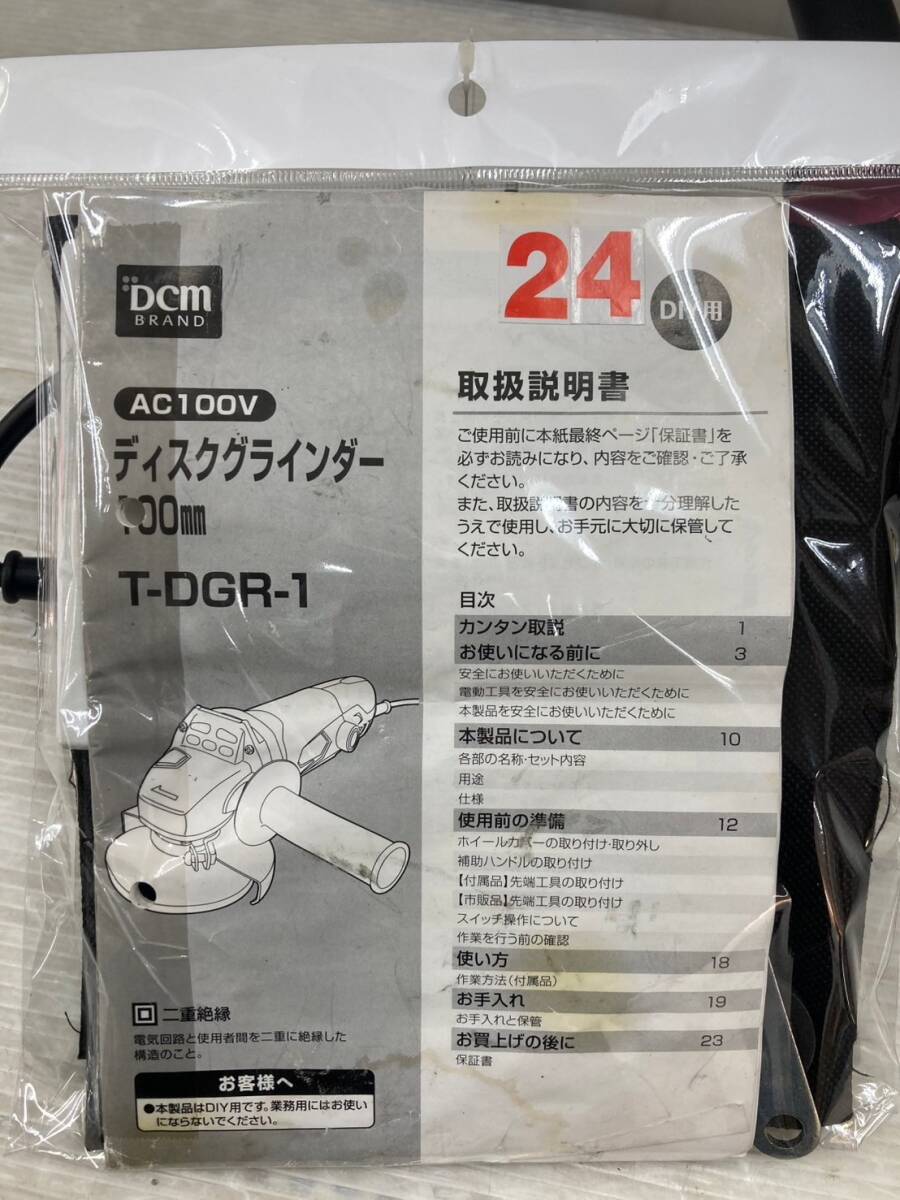 DCM
BRAND
AC100V
ディスクグラインダー
100mm
T-DGR-1
回 二重絶縁
電気回路と使用者間を二重に絶縁した
構造のこと。
お客様へ
●本製品はDIY用です。業務用にはお使い
にならないでください。
24
DIY用
取扱説明書
ご使用前に本紙最終ページ「保証書」を
必ずお読みになり、内容をご確認・ご了承
ください。
また、取扱説明書の内容を十分理解した
うえで使用し、お手元に大切に保管して
ください。
目次
カンタン取説 1
お使いになる前に 3
安全にお使いいただくために
電動工具を安全にお使いいただくために
本製品を安全にお使いいただくために
本製品について 10
各部の名称・セット内容
用途
仕様
使用前の準備 12
ホイールカバーの取り付け・取り外し
補助ハンドルの取り付け
【付属品】先端工具の取り付け
【市販品】先端工具の取り付け
スイッチ操作について
作業を行う前の確認
使い方 18
作業方法(付属品)
お手入れ 19
お手入れと保管
お買上げの後に 23
保証書